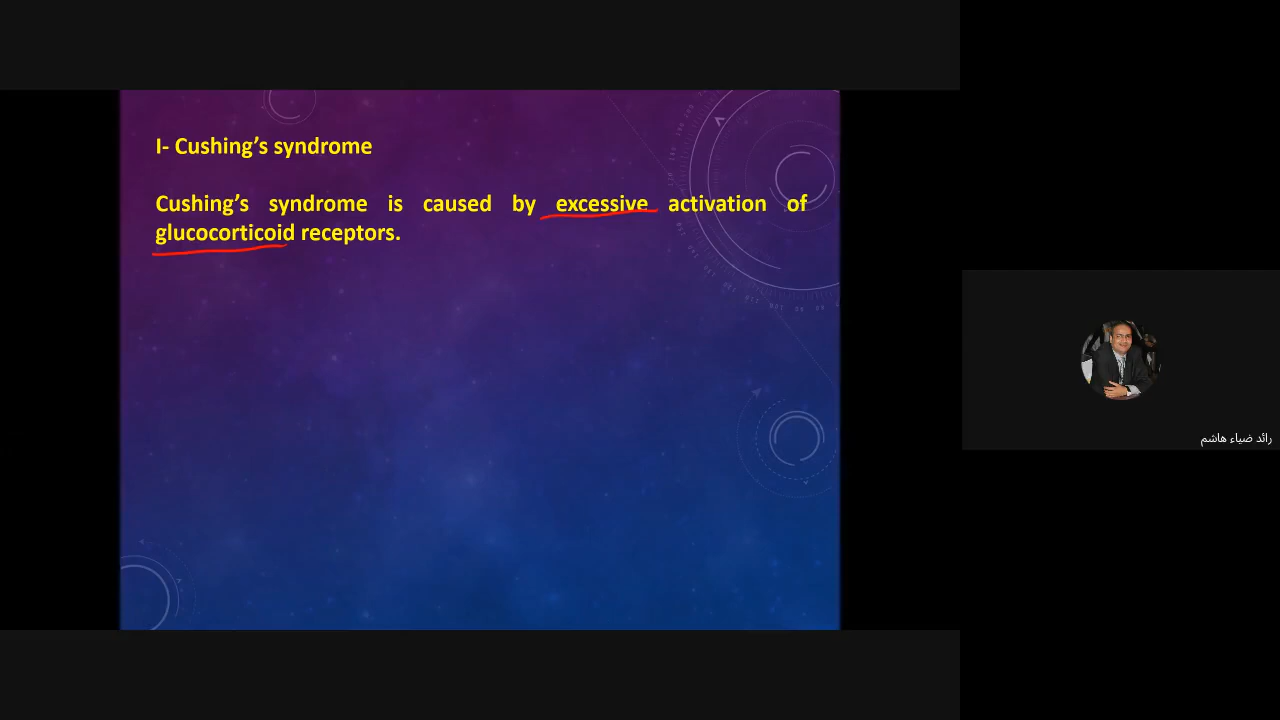 I- Cushing’s syndrome
Cushing’s syndrome is caused by excessive activation of
glucocorticoid receptors.
رائد ضياء هاشم